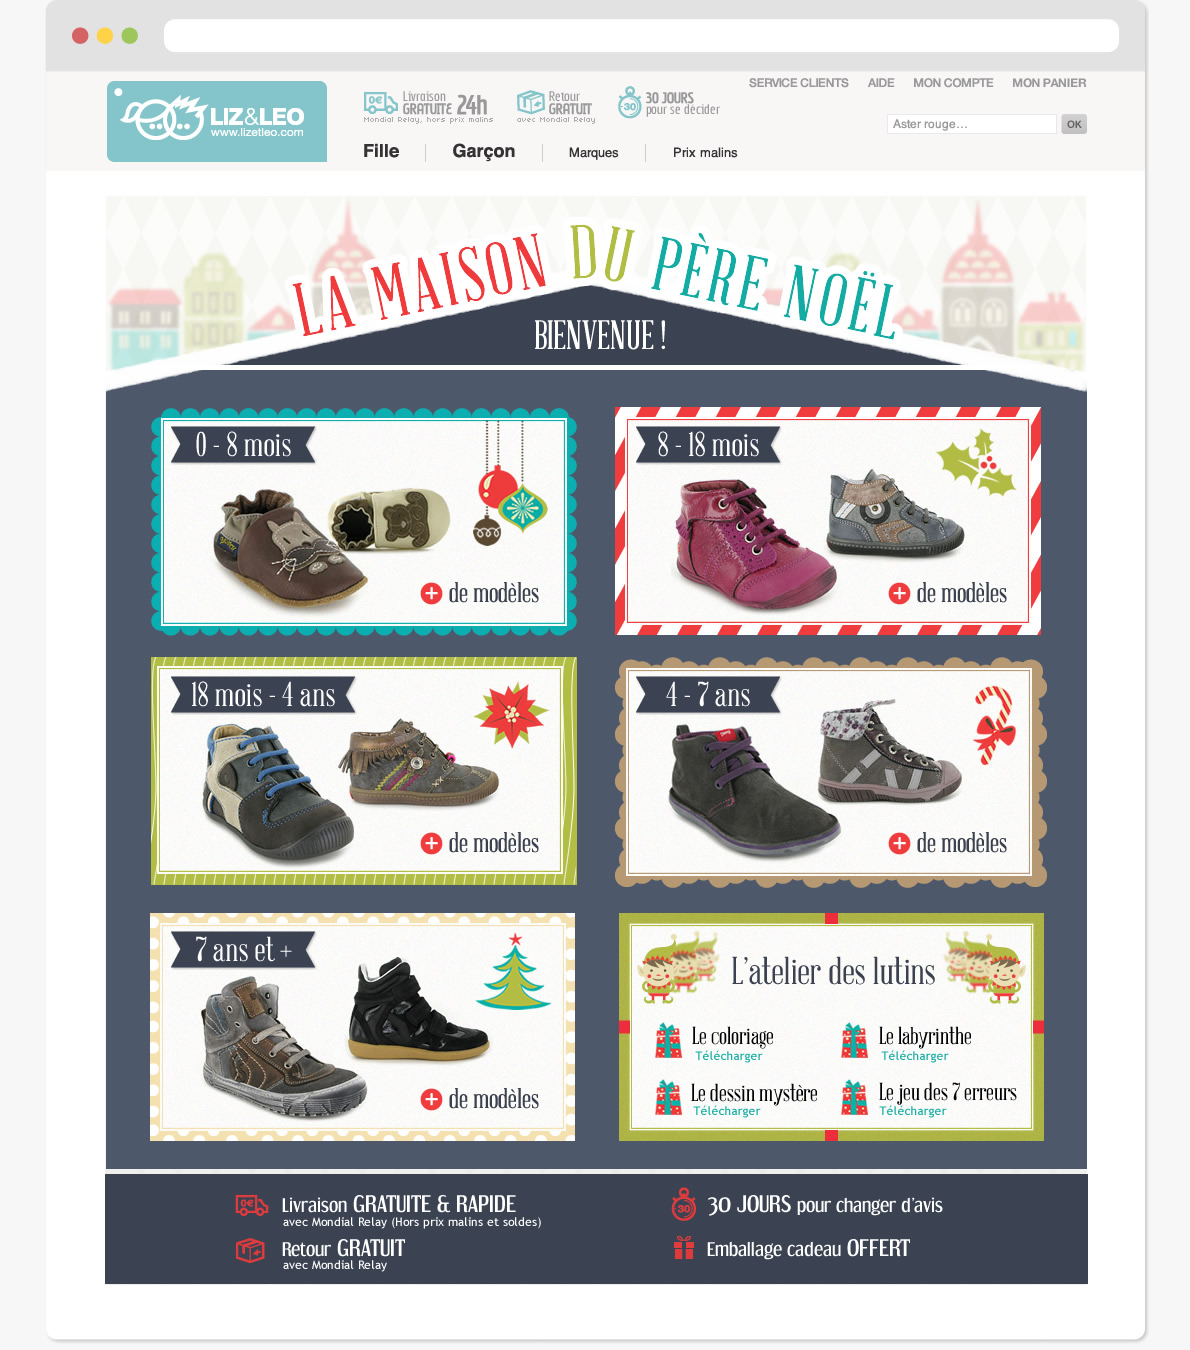 SERVICE CLIENTS AIDE MON COMPTE MON PANIER
LIZ&LEO
www.lizetleo.com
0€ Livraison GRATUITE 24h
Mondial Relay, hors prix malins
Retour GRATUIT
avec Mondial Relay
30 30 JOURS
pour se décider
Aster rouge...
OK
Fille Garçon Marques Prix malins
LA MAISON DU PÈRE NOËL
BIENVENUE !
0 - 8 mois
+ de modèles
8 - 18 mois
+ de modèles
18 mois - 4 ans
+ de modèles
4 - 7 ans
+ de modèles
7 ans et +
+ de modèles
L'atelier des lutins
Le coloriage
Télécharger
Le labyrinthe
Télécharger
Le dessin mystère
Télécharger
Le jeu des 7 erreurs
Télécharger
0€ Livraison GRATUITE & RAPIDE
avec Mondial Relay (Hors prix malins et soldes)
Retour GRATUIT
avec Mondial Relay
30 30 JOURS pour changer d'avis
Emballage cadeau OFFERT